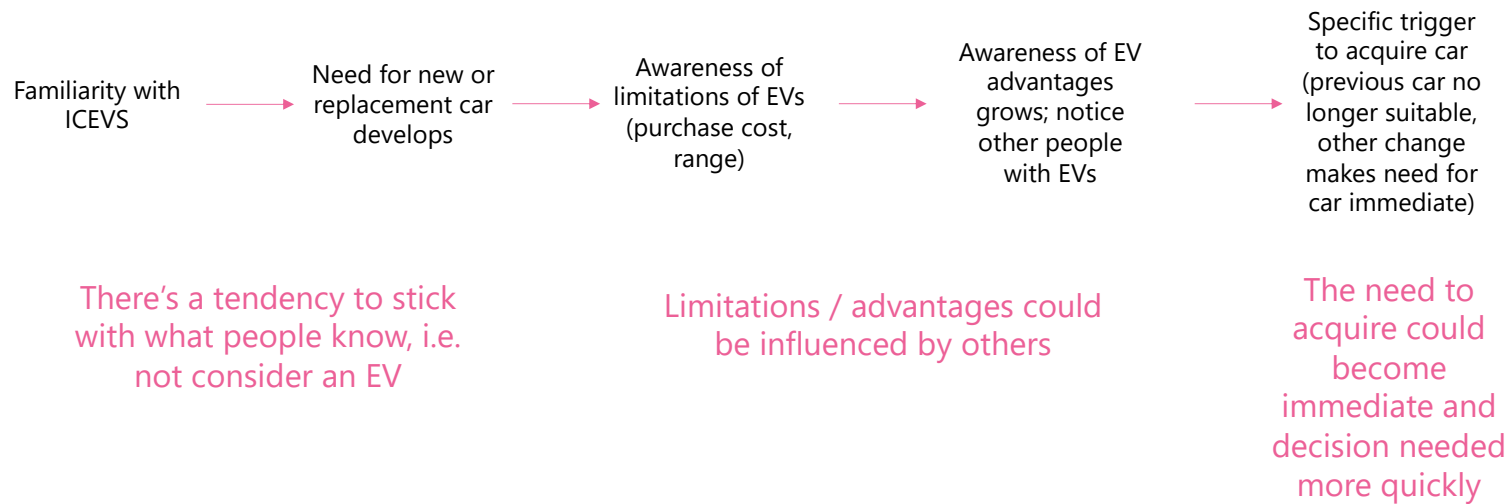 Familiarity with
ICEVS
Need for new or
replacement car
develops
Awareness of
limitations of EVs
(purchase cost,
range)
Awareness of EV
advantages
grows; notice
other people
with EVs
Specific trigger
to acquire car
(previous car no
longer suitable,
other change
makes need for
car immediate)
There’s a tendency to stick
with what people know, i.e.
not consider an EV
Limitations / advantages could
be influenced by others
The need to
acquire could
become
immediate and
decision needed
more quickly